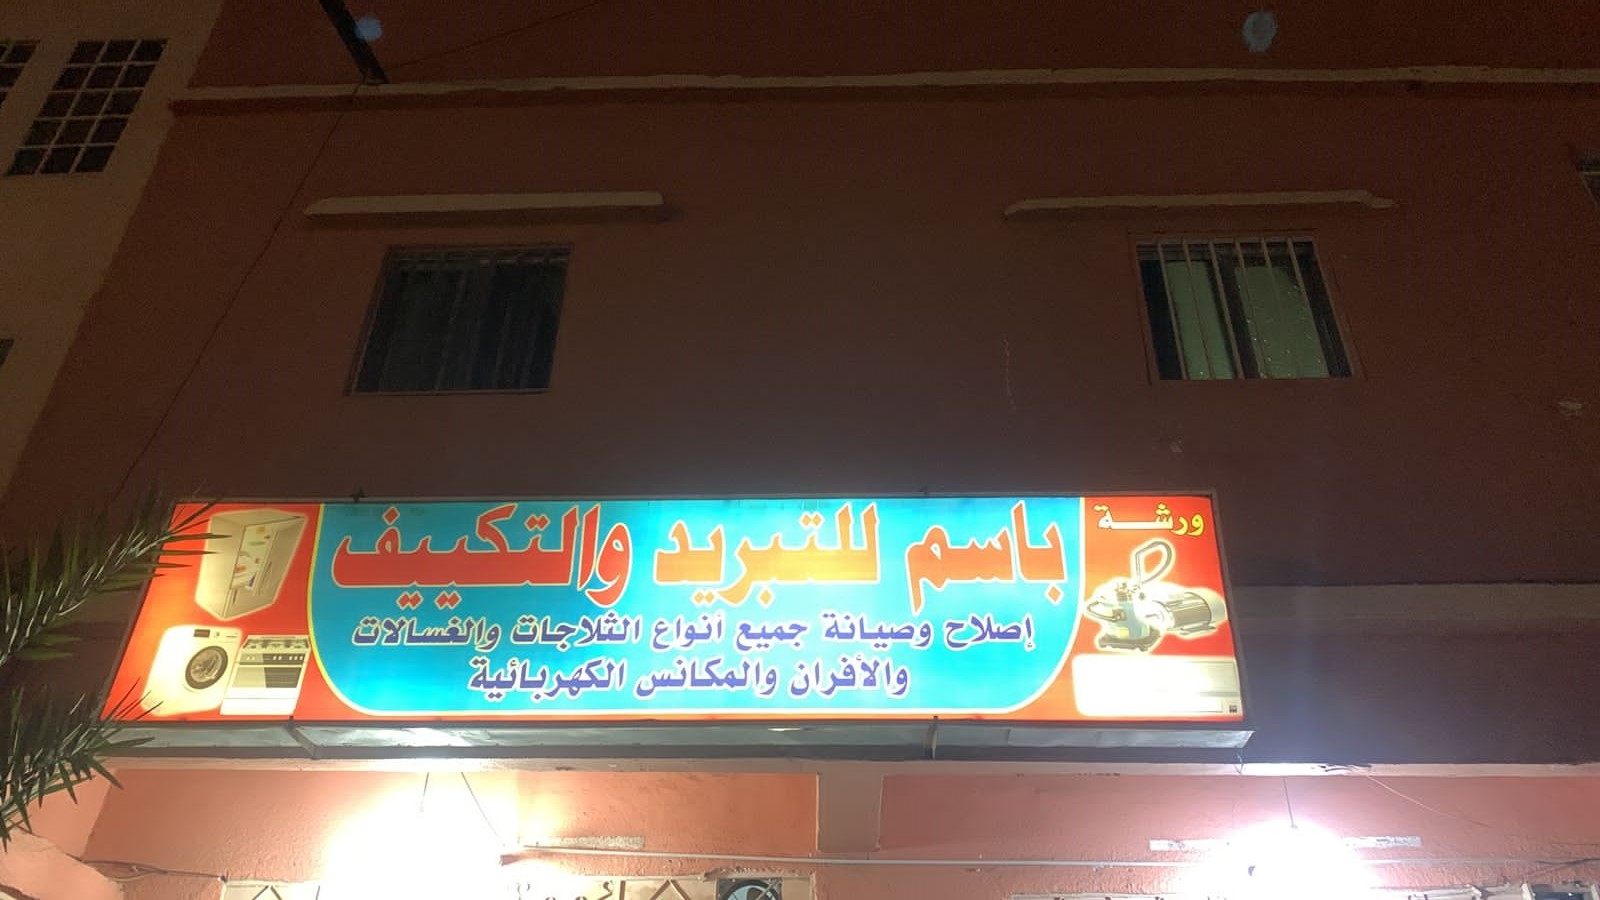 ورشة
باسم للتبريد والتكييف
إصلاح وصيانة جميع أنواع الثلاجات والغسالات
والأفران والمكانس الكهربائية